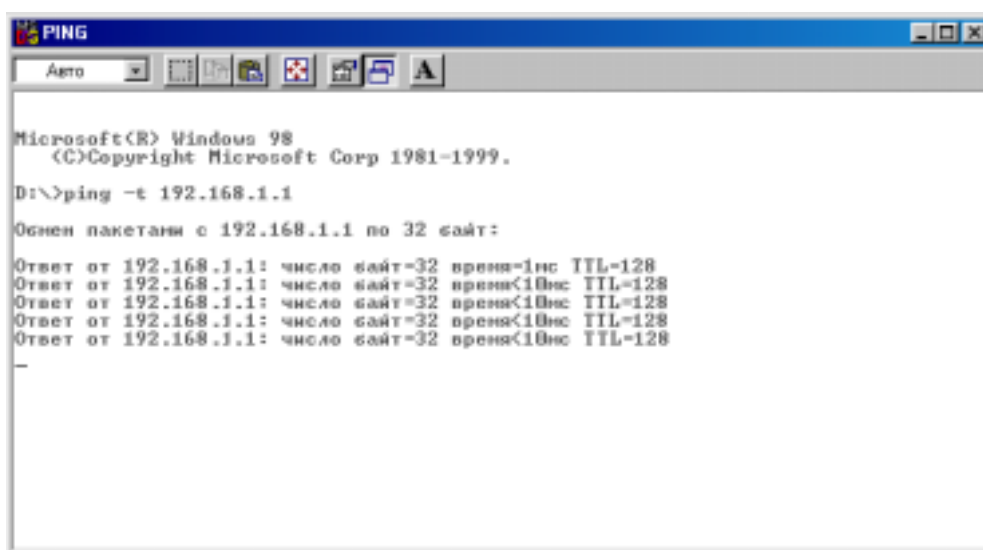 PING
Авто
A
Microsoft(R) Windows 98
(C)Copyright Microsoft Corp 1981-1999.
D:\>ping -t 192.168.1.1
Обмен пакетами с 192.168.1.1 по 32 байт:
Ответ от 192.168.1.1: число байт=32 время=1мс TTL=128
Ответ от 192.168.1.1: число байт=32 время<10мс TTL=128
Ответ от 192.168.1.1: число байт=32 время<10мс TTL=128
Ответ от 192.168.1.1: число байт=32 время<10мс TTL=128
Ответ от 192.168.1.1: число байт=32 время<10мс TTL=128
_